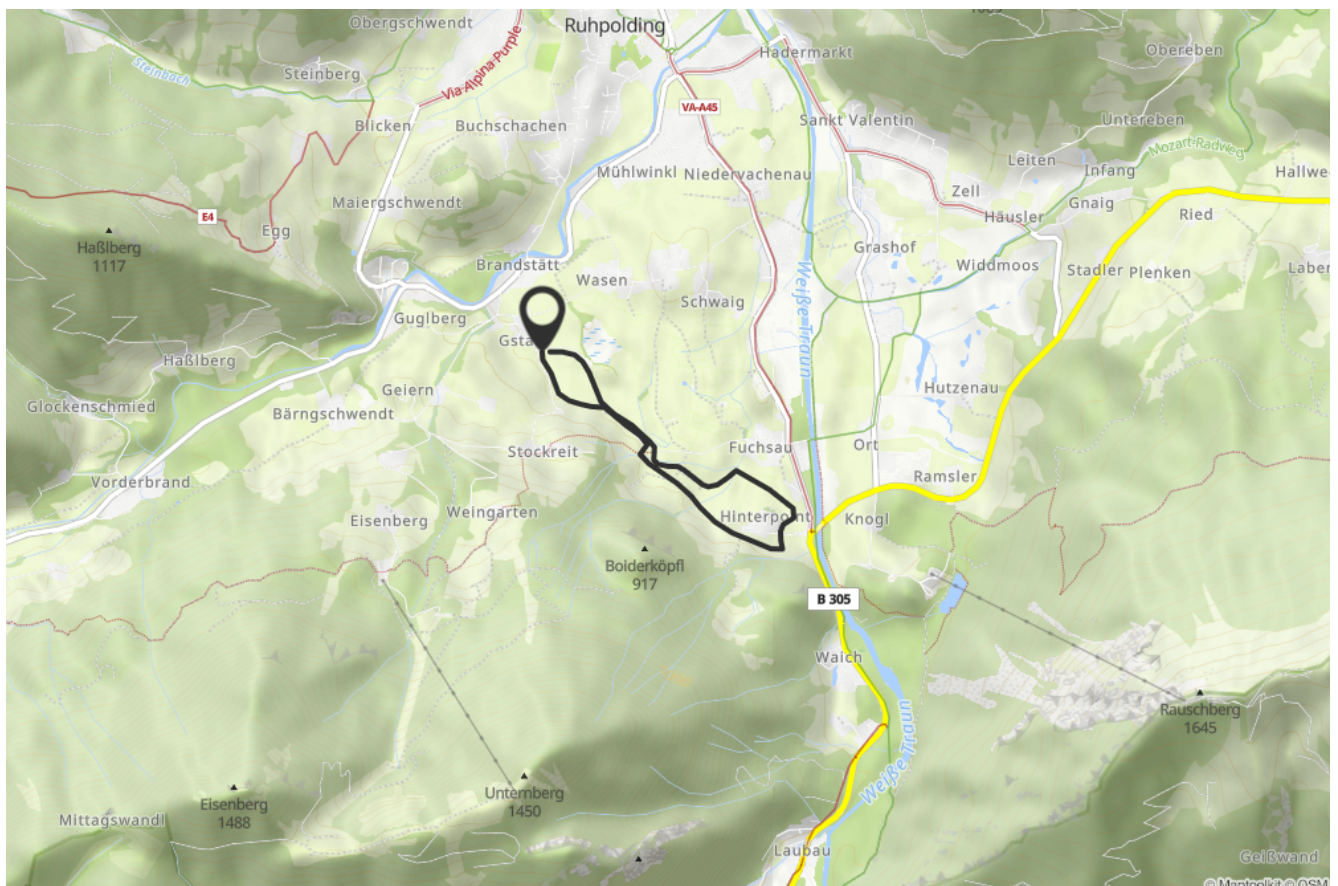 Obergschwendt
Ruhpolding
Hadermarkt
Obereben
Steinbach
Steinberg
Via Alpina Purple
VA-A45
Blicken
Buchschachen
Sankt Valentin
Untereben
Mozart-Radweg
Leiten
Infang
Mühlwinkl
Niedervachenau
Hallwe
Zell
Maiergschwendt
Gnaig
E4
Häusler
Ried
Egg
Haßlberg
1117
Grashof
Brandstätt
Widdmoos
Stadler
Plenken
Laber
Wasen
Weiße Traun
Schwaig
Guglberg
Gsta
Haßlberg
Geiern
Hutzenau
Glockenschmied
Bärngschwendt
Fuchsau
Ort
Stockreit
Vorderbrand
Ramsler
Weingarten
Eisenberg
Hinterpoint
Knogl
Boiderköpfl
917
B 305
Waich
Rauschberg
1645
Weiße Traun
Unternberg
1450
Eisenberg
1488
Mittagswandl
Laubau
Geißwand
© Maptoolkit © OSM